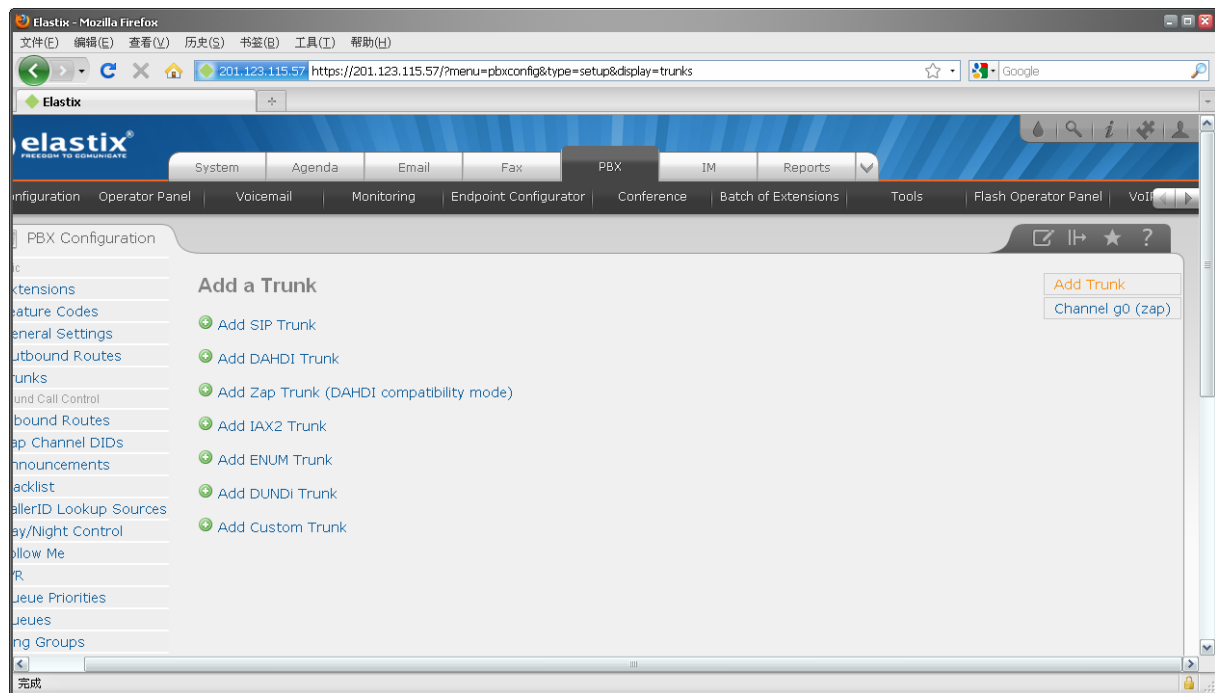 Elastix - Mozilla Firefox
文件(F) 编辑(E) 查看(V) 历史(S) 书签(B) 工具(T) 帮助(H)
201.123.115.57 https://201.123.115.57/?menu=pbxconfig&type=setup&display=trunks
Google
Elastix
elastix®
FREEDOM TO COMUNICATE
System Agenda Email Fax PBX IM Reports
nfiguration Operator Panel Voicemail Monitoring Endpoint Configurator Conference Batch of Extensions Tools Flash Operator Panel VoIP
PBX Configuration
ic
xtensions
eature Codes
eneral Settings
utbound Routes
runks
und Call Control
bound Routes
ap Channel DIDs
nnouncements
acklist
allerID Lookup Sources
ay/Night Control
ollow Me
VR
ueue Priorities
ueues
ng Groups
Add a Trunk
Add SIP Trunk
Add DAHDI Trunk
Add Zap Trunk (DAHDI compatibility mode)
Add IAX2 Trunk
Add ENUM Trunk
Add DUNDi Trunk
Add Custom Trunk
Add Trunk
Channel g0 (zap)
完成